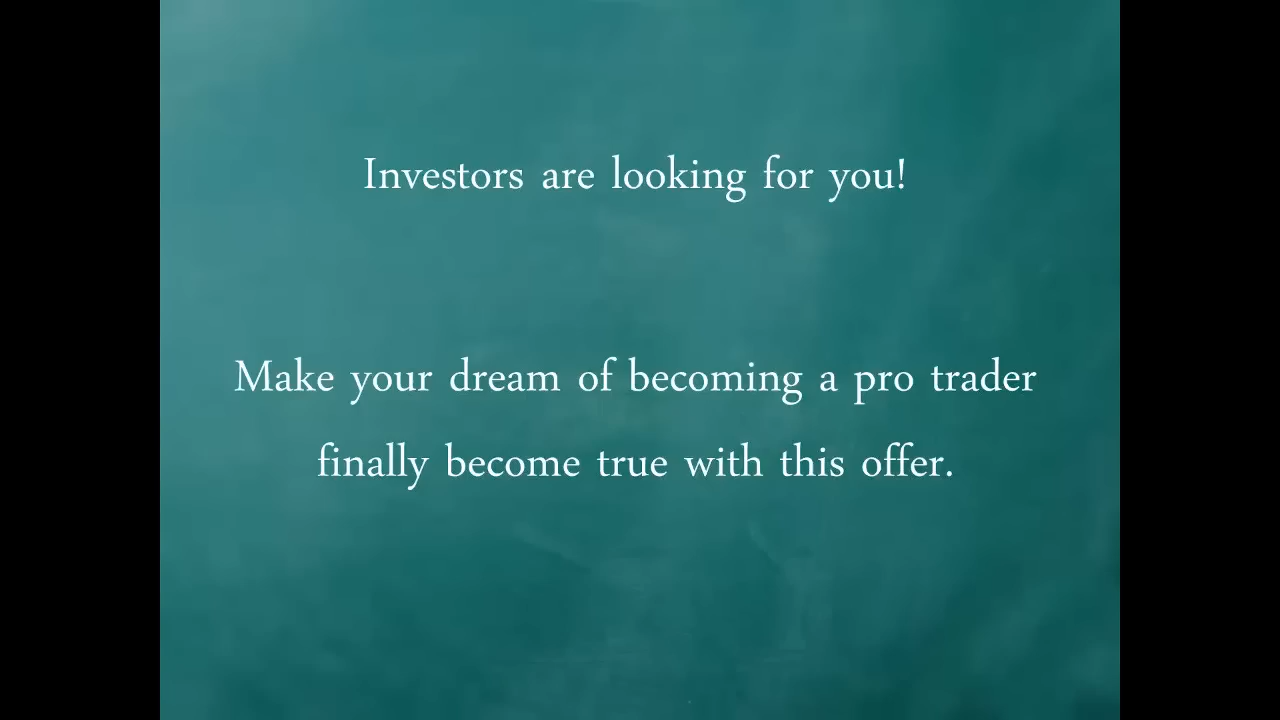 Investors are looking for you!
Make your dream of becoming a pro trader
finally become true with this offer.